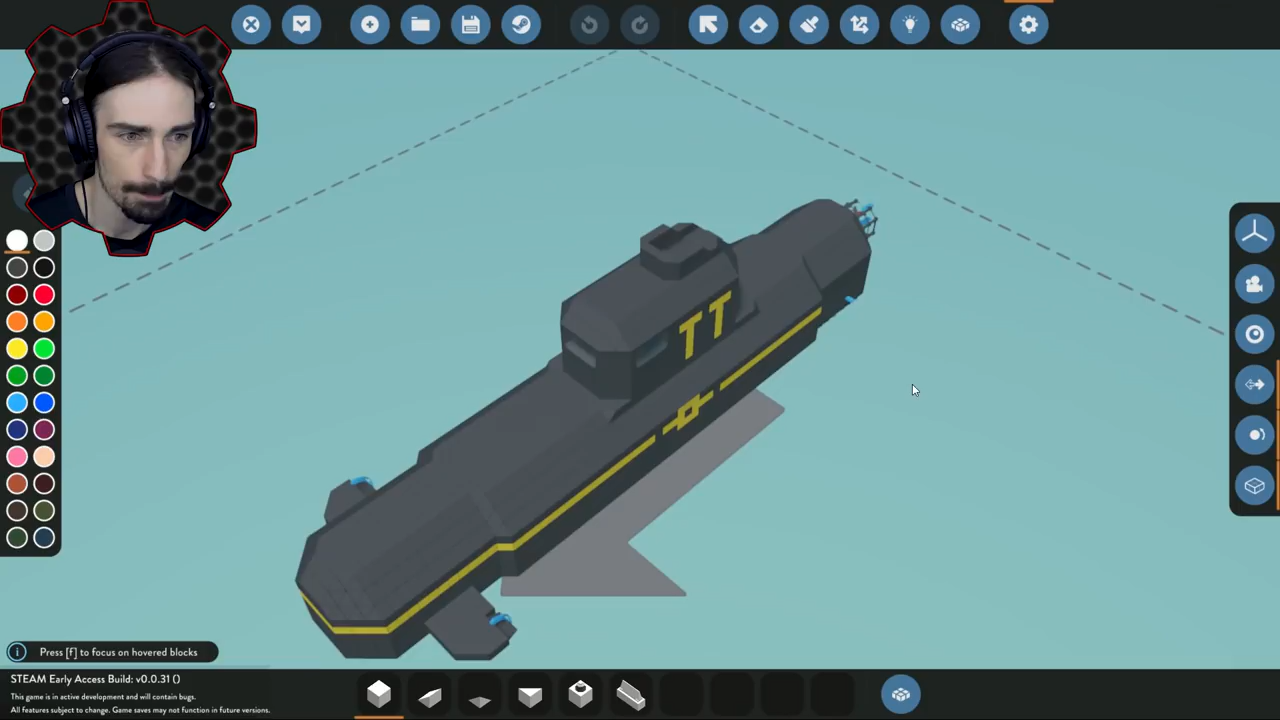 TT
Press [f] to focus on hovered blocks
STEAM Early Access Build: v0.0.31 ()
This game is in active development and will contain bugs.
All features subject to change. Game saves may not function in future versions.